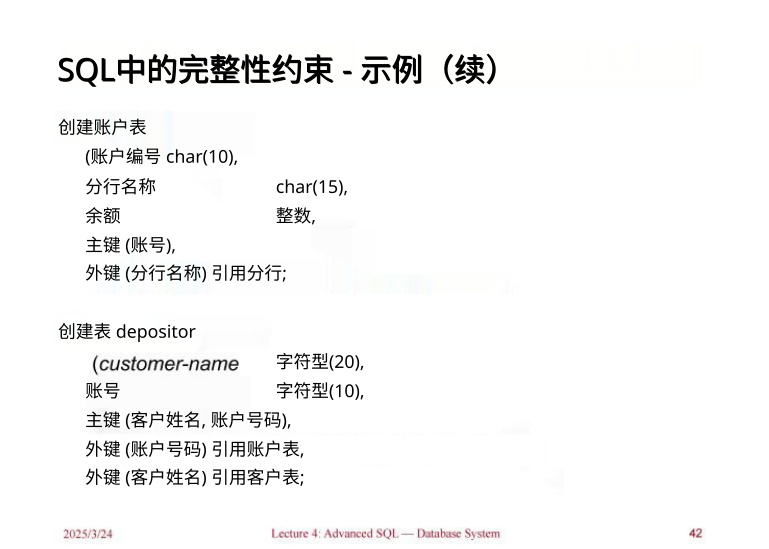 SQL中的完整性约束 - 示例（续）
创建账户表
(账户编号 char(10),
分行名称 char(15),
余额 整数,
主键 (账号),
外键 (分行名称) 引用分行;
创建表 depositor
(customer-name 字符型(20),
账号 字符型(10),
主键 (客户姓名, 账户号码),
外键 (账户号码) 引用账户表,
外键 (客户姓名) 引用客户表;
2025/3/24 Lecture 4: Advanced SQL — Database System 42